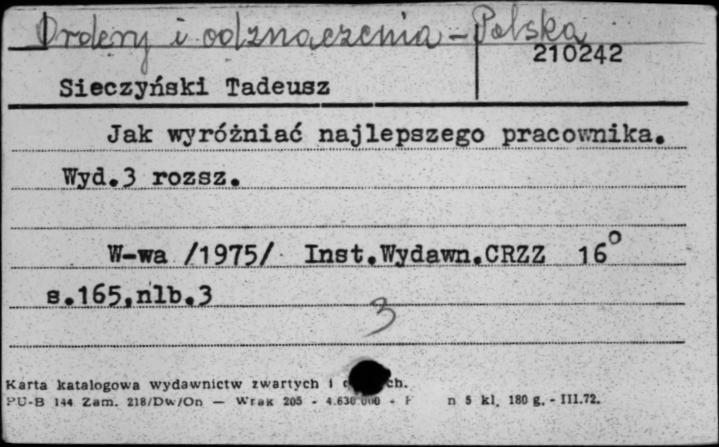 Ordery i odznaczenia - Polska
210242
Sieczyński Tadeusz
Jak wyróżniać najlepszego pracownika.
Wyd.3 rozsz.
W-wa /1975/ Inst.Wydawn.CRZZ 16°
s.165,nlb.3
3
Karta katalogowa wydawnictw zwartych i ch.
PU-B 144 Zam. 218/Dw/On — Wrak 205 - 4.630.000 - n 5 kl. 180 g. - III.72.